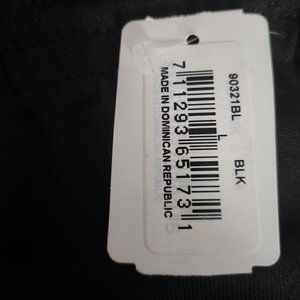 90321BL
L
BLK
7 11293 65173 1
MADE IN DOMINICAN REPUBLIC